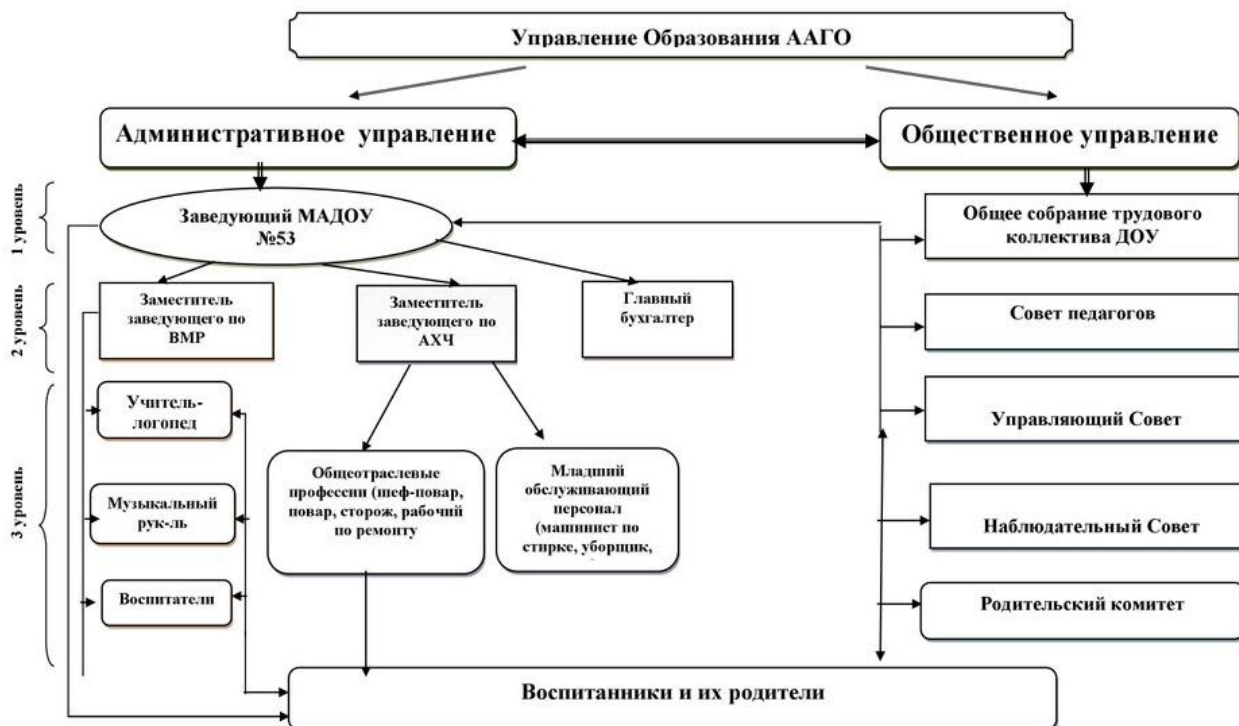 Управление Образования ААГО
Административное управление
Общественное управление
1 уровень
Заведующий МАДОУ
№53
Общее собрание трудового
коллектива ДОУ
2 уровень
Заместитель
заведующего по
ВМР
Заместитель
заведующего по
АХЧ
Главный
бухгалтер
Совет педагогов
3 уровень
Учитель-
логопед
Управляющий Совет
Общеотраслевые
профессии (шеф-повар,
повар, сторож, рабочий
по ремонту
Младший
обслуживающий
персонал
(машинист по
стирке, уборщик,
Музыкальный
рук-ль
Наблюдательный Совет
Воспитатели
Родительский комитет
Воспитанники и их родители